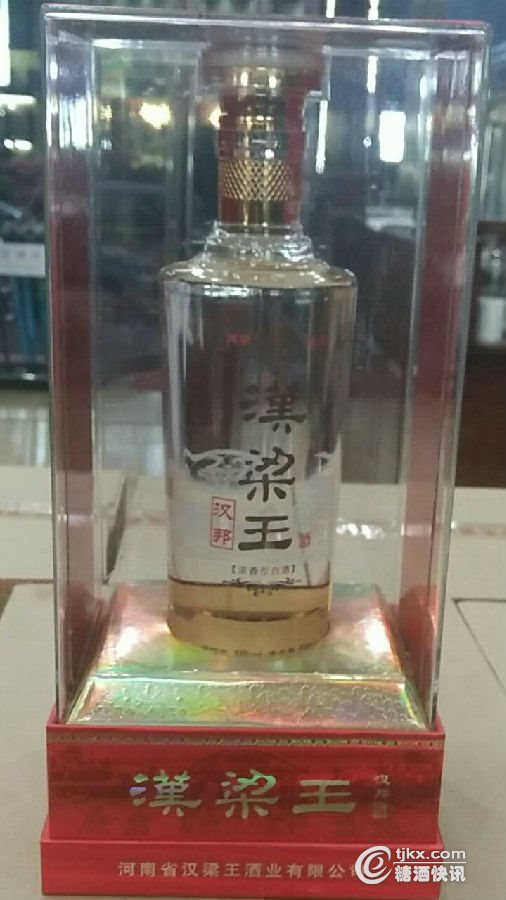 漢梁王
汉邦
【浓香型白酒】
漢梁王
汉邦
河南省汉梁王酒业有限公
tjkx.com
糖酒快讯